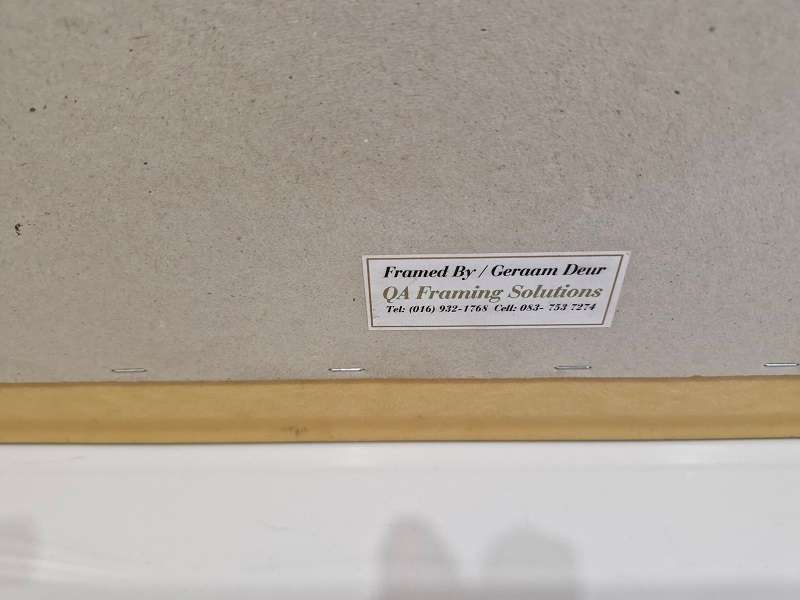 Framed By / Geraam Deur
QA Framing Solutions
Tel: (016) 932-1768 Cell: 083- 753 7274